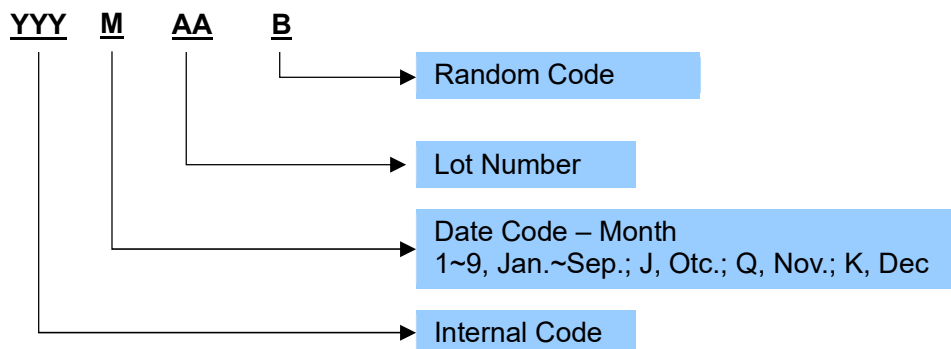 YYY M AA B
Random Code
Lot Number
Date Code – Month
1~9, Jan.~Sep.; J, Otc.; Q, Nov.; K, Dec
Internal Code